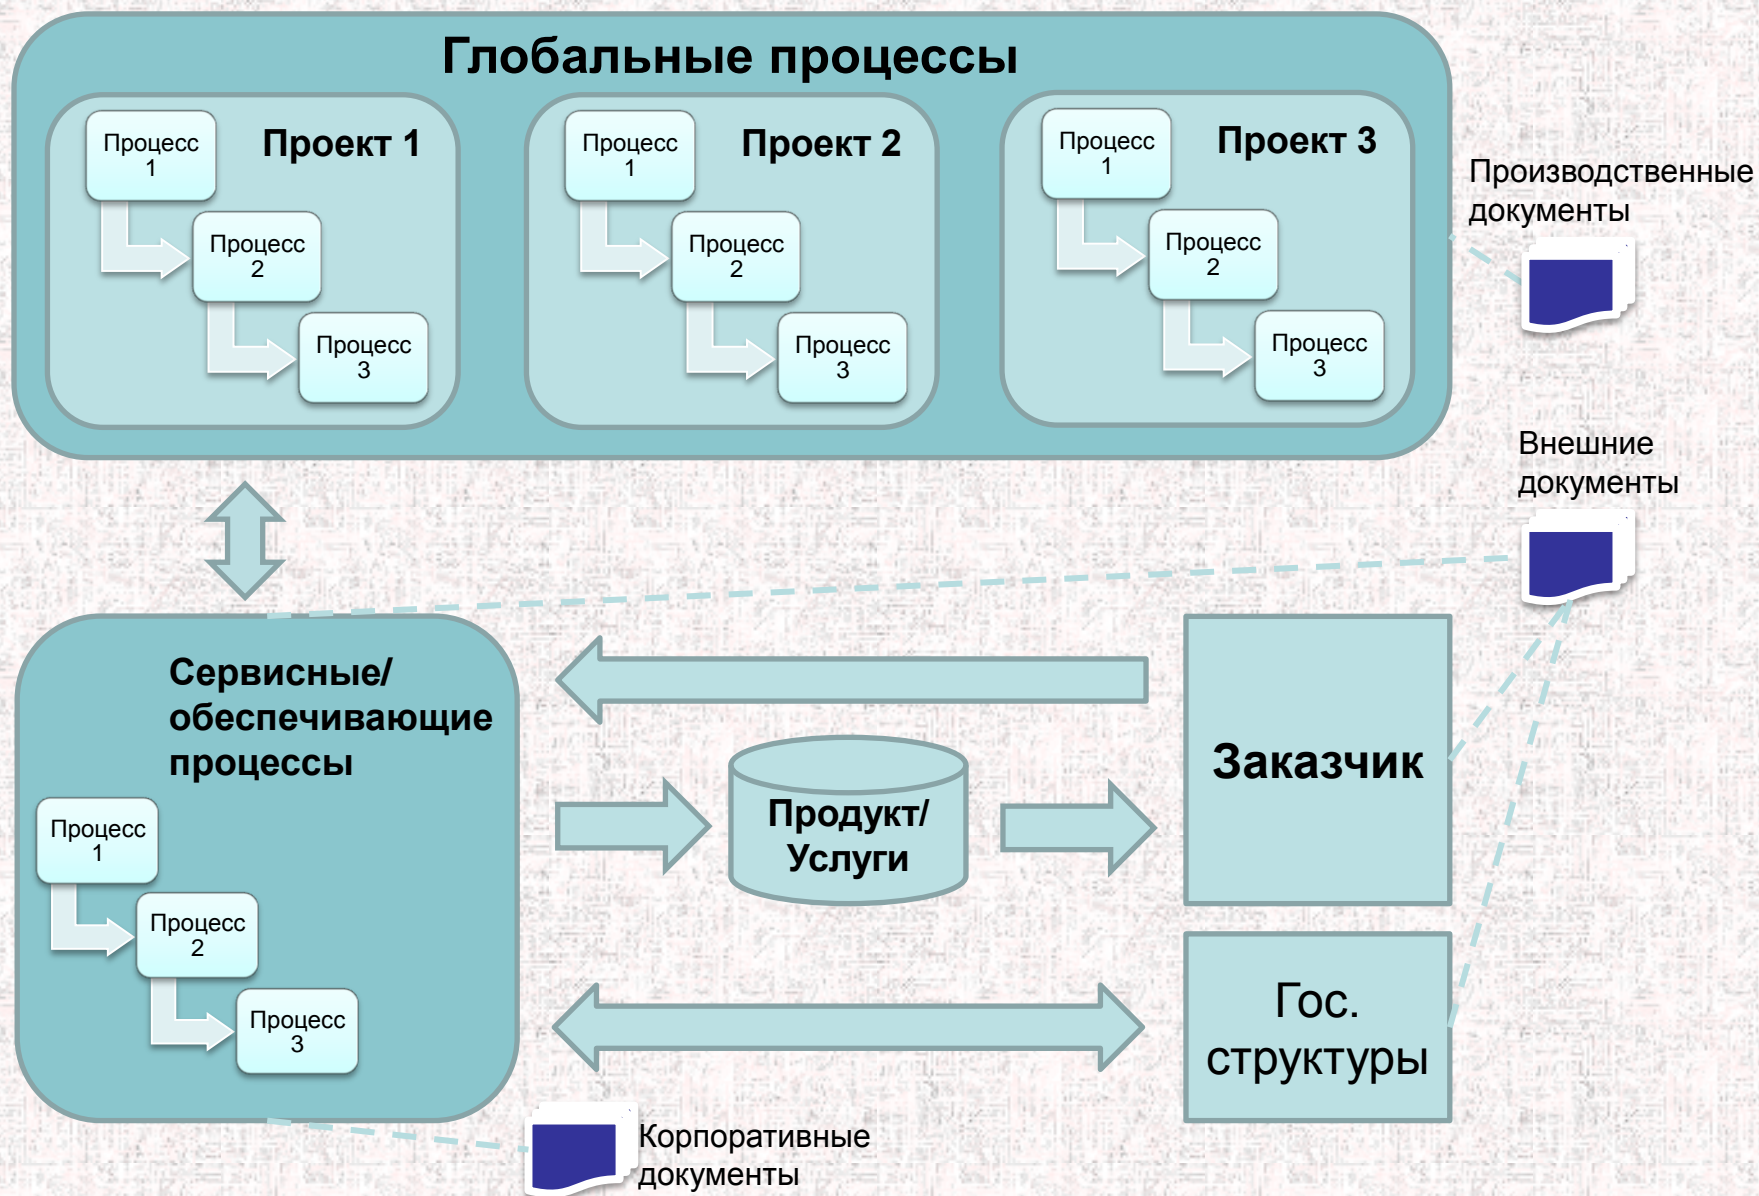 Глобальные процессы
Проект 1
Процесс
1
Процесс
2
Процесс
3
Проект 2
Процесс
1
Процесс
2
Процесс
3
Проект 3
Процесс
1
Процесс
2
Процесс
3
Производственные
документы
Внешние
документы
Сервисные/
обеспечивающие
процессы
Процесс
1
Процесс
2
Процесс
3
Продукт/
Услуги
Заказчик
Гос.
структуры
Корпоративные
документы